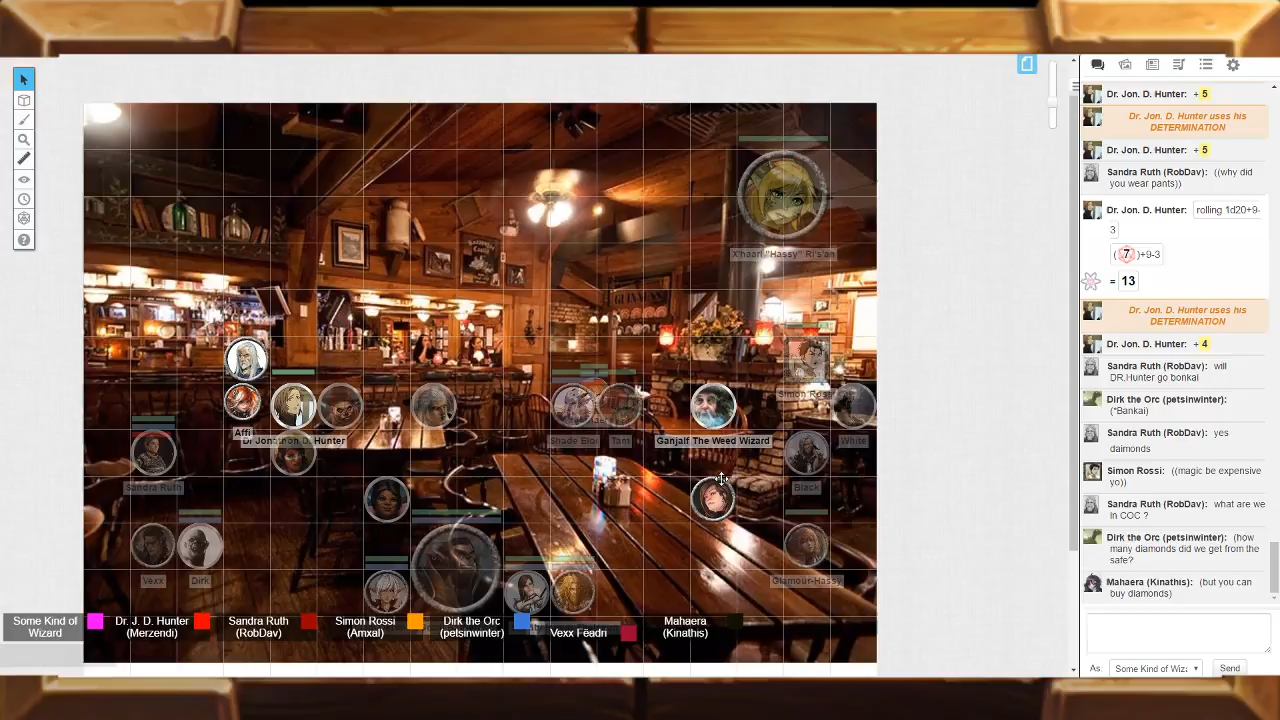 GUINNESS
X'haari "Hassy" Ri'san
Affi
Dr Jonathon D. Hunter
Shade Eloi
Tam
Ganjalf The Weed Wizard
White
Sandra Ruth
Black
Vexx
Dirk
Glamour-Hassy
Some Kind of
Wizard
Dr. J. D. Hunter
(Merzendi)
Sandra Ruth
(RobDav)
Simon Rossi
(Amxal)
Dirk the Orc
(petsinwinter)
Vexx Fëadri
Mahaera
(Kinathis)
Dr. Jon. D. Hunter: + 5
Dr. Jon. D. Hunter uses his
DETERMINATION
Dr. Jon. D. Hunter: + 5
Sandra Ruth (RobDav): ((why did
you wear pants))
Dr. Jon. D. Hunter: rolling 1d20+9-
3
(7)+9-3
= 13
Dr. Jon. D. Hunter uses his
DETERMINATION
Dr. Jon. D. Hunter: + 4
Sandra Ruth (RobDav): will
DR.Hunter go bonkai
Dirk the Orc (petsinwinter):
(*Bankai)
Sandra Ruth (RobDav): yes
daimonds
Simon Rossi: ((magic be expensive
yo))
Sandra Ruth (RobDav): what are we
in COC ?
Dirk the Orc (petsinwinter): (how
many diamonds did we get from the
safe?
Mahaera (Kinathis): (but you can
buy diamonds)
As:
Some Kind of Wiz
Send